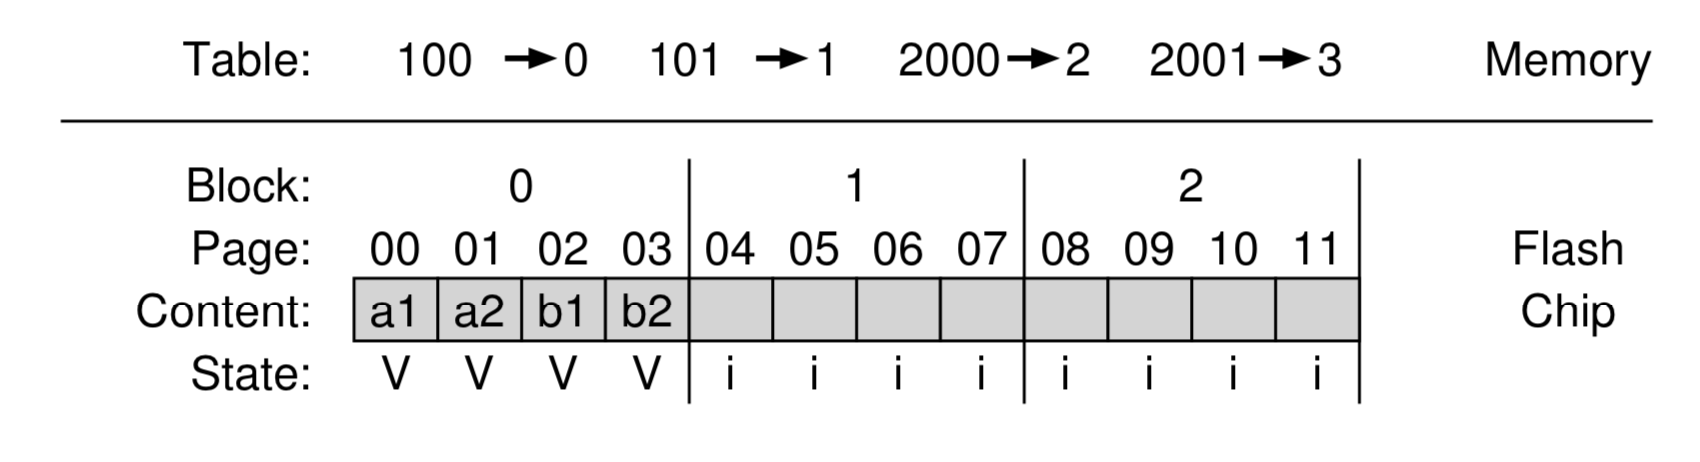 Table: 100 → 0 101 → 1 2000 → 2 2001 → 3 Memory
Block: 0 1 2
Page: 00 01 02 03 04 05 06 07 08 09 10 11 Flash
Content: a1 a2 b1 b2 Chip
State: V V V V i i i i i i i i